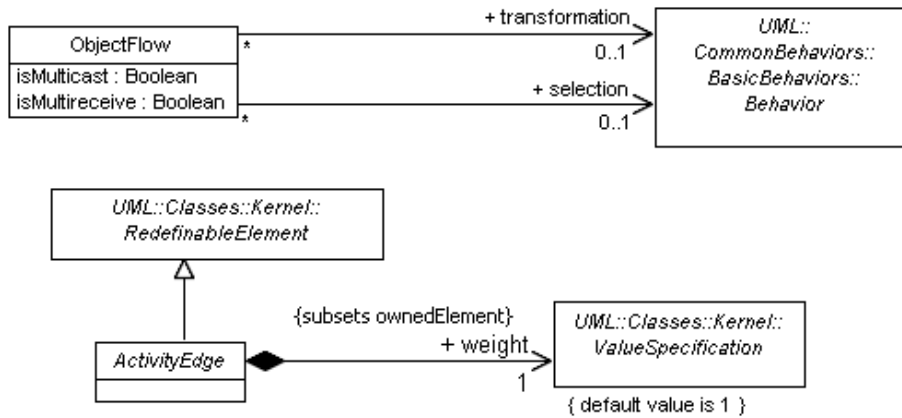 ObjectFlow
isMulticast : Boolean
isMultireceive : Boolean
*
+ transformation
0..1
*
+ selection
0..1
UML::
CommonBehaviors::
BasicBehaviors::
Behavior
UML::Classes::Kernel::
RedefinableElement
ActivityEdge
{subsets ownedElement}
+ weight
1
UML::Classes::Kernel::
ValueSpecification
{ default value is 1 }